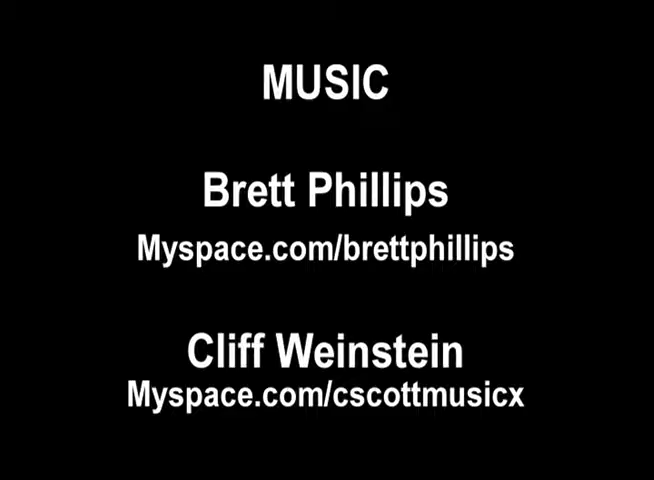 MUSIC
Brett Phillips
Myspace.com/brettphillips
Cliff Weinstein
Myspace.com/cscottmusicx